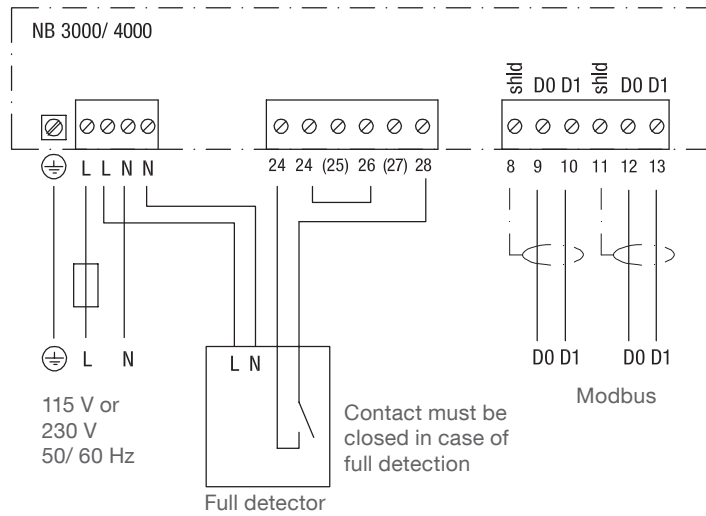 NB 3000/ 4000
shld D0 D1 shld D0 D1
L L N N
24 24 (25) 26 (27) 28
8 9 10 11 12 13
L N
L N
D0 D1 D0 D1
Modbus
115 V or
230 V
50/ 60 Hz
Contact must be
closed in case of
full detection
Full detector